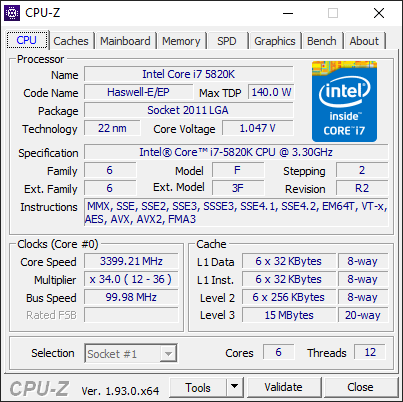 CPU-Z
CPU Caches Mainboard Memory SPD Graphics Bench About
Processor
Name Intel Core i7 5820K
Code Name Haswell-E/EP Max TDP 140.0 W
Package Socket 2011 LGA
Technology 22 nm Core Voltage 1.047 V
intel
inside™
CORE™ i7
Specification Intel® Core™ i7-5820K CPU @ 3.30GHz
Family 6 Model F Stepping 2
Ext. Family 6 Ext. Model 3F Revision R2
Instructions MMX, SSE, SSE2, SSE3, SSSE3, SSE4.1, SSE4.2, EM64T, VT-x,
AES, AVX, AVX2, FMA3
Clocks (Core #0)
Core Speed 3399.21 MHz
Multiplier x 34.0 ( 12 - 36 )
Bus Speed 99.98 MHz
Rated FSB
Cache
L1 Data 6 x 32 KBytes 8-way
L1 Inst. 6 x 32 KBytes 8-way
Level 2 6 x 256 KBytes 8-way
Level 3 15 MBytes 20-way
Selection Socket #1 Cores 6 Threads 12
CPU-Z Ver. 1.93.0.x64 Tools Validate Close